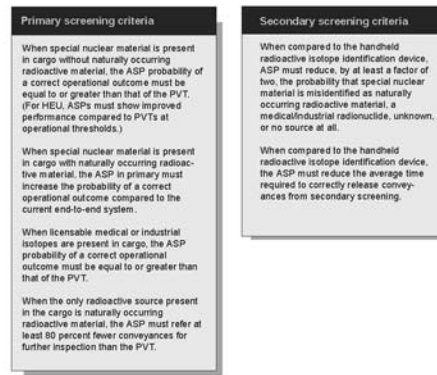 Primary screening criteria
When special nuclear material is present
in cargo without naturally occurring
radioactive material, the ASP probability of
a correct operational outcome must be
equal to or greater than that of the PVT.
(For HEU, ASPs must show improved
performance compared to PVTs at
operational thresholds.)
When special nuclear material is present
in cargo with naturally occurring radioac-
tive material, the ASP in primary must
increase the probability of a correct
operational outcome compared to the
current end-to-end system.
When licensable medical or industrial
isotopes are present in cargo, the ASP
probability of a correct operational
outcome must be equal to or greater than
that of the PVT.
When the only radioactive source present
in the cargo is naturally occurring
radioactive material, the ASP must refer at
least 80 percent fewer conveyances for
further inspection than the PVT.
Secondary screening criteria
When compared to the handheld
radioactive isotope identification device,
ASP must reduce, by at least a factor of
two, the probability that special nuclear
material is misidentified as naturally
occurring radioactive material, a
medical/industrial radionuclide, unknown,
or no source at all.
When compared to the handheld
radioactive isotope identification device,
the ASP must reduce the average time
required to correctly release convey-
ances from secondary screening.